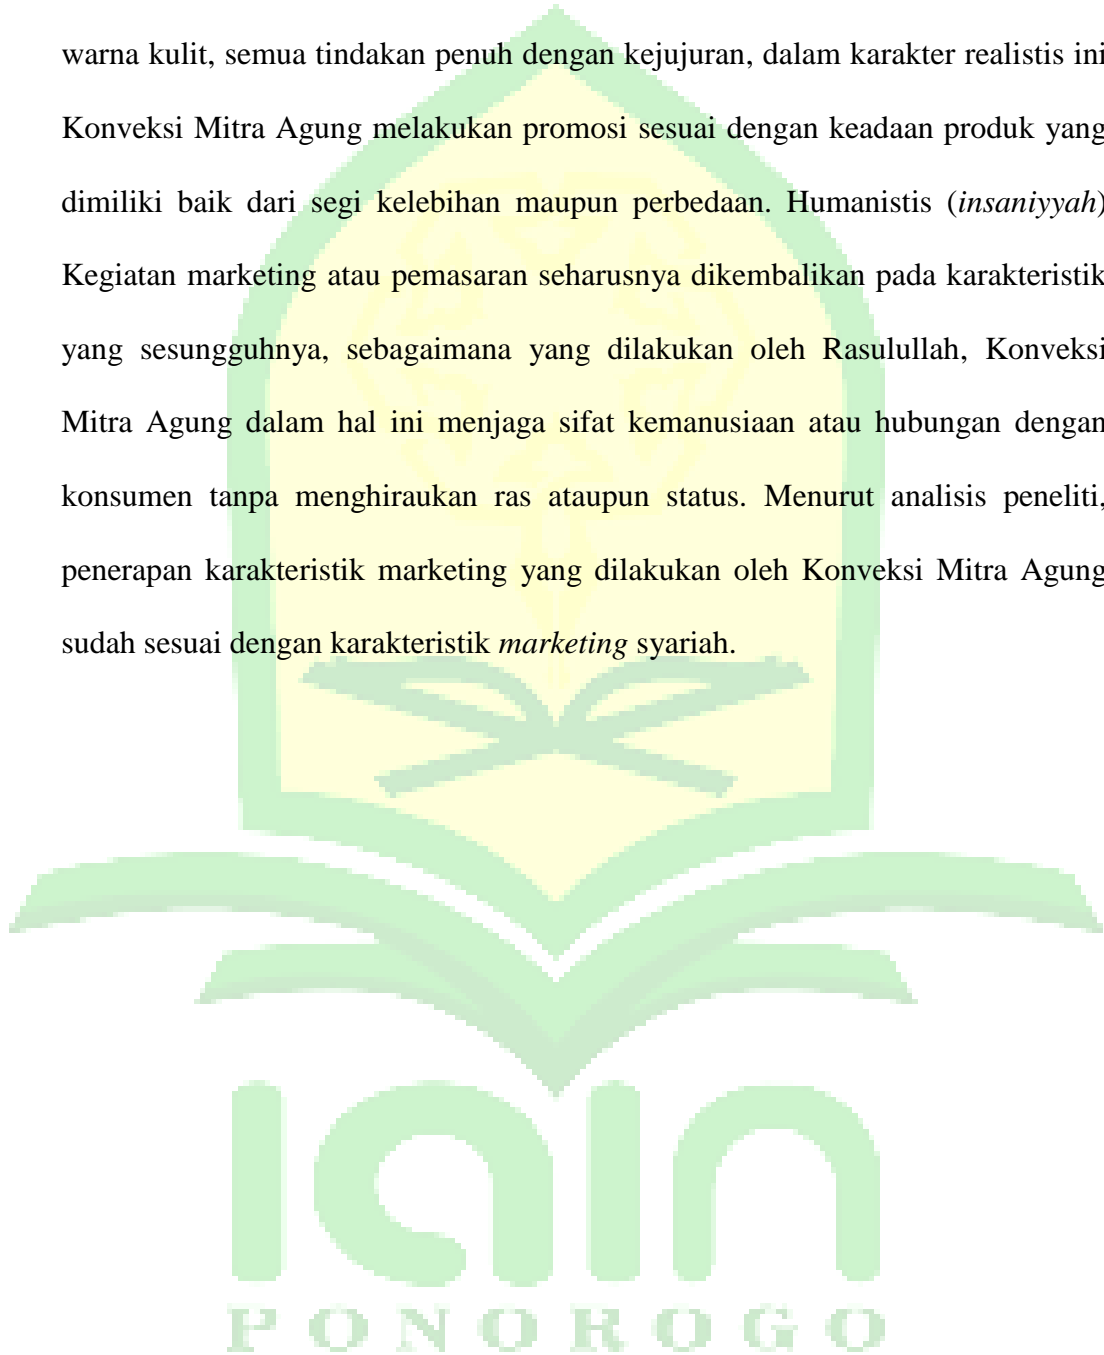 warna kulit, semua tindakan penuh dengan kejujuran, dalam karakter realistis ini
Konveksi Mitra Agung melakukan promosi sesuai dengan keadaan produk yang
dimiliki baik dari segi kelebihan maupun perbedaan. Humanistis (insaniyyah)
Kegiatan marketing atau pemasaran seharusnya dikembalikan pada karakteristik
yang sesungguhnya, sebagaimana yang dilakukan oleh Rasulullah, Konveksi
Mitra Agung dalam hal ini menjaga sifat kemanusiaan atau hubungan dengan
konsumen tanpa menghiraukan ras ataupun status. Menurut analisis peneliti,
penerapan karakteristik marketing yang dilakukan oleh Konveksi Mitra Agung
sudah sesuai dengan karakteristik marketing syariah.
iain
PONOROGO